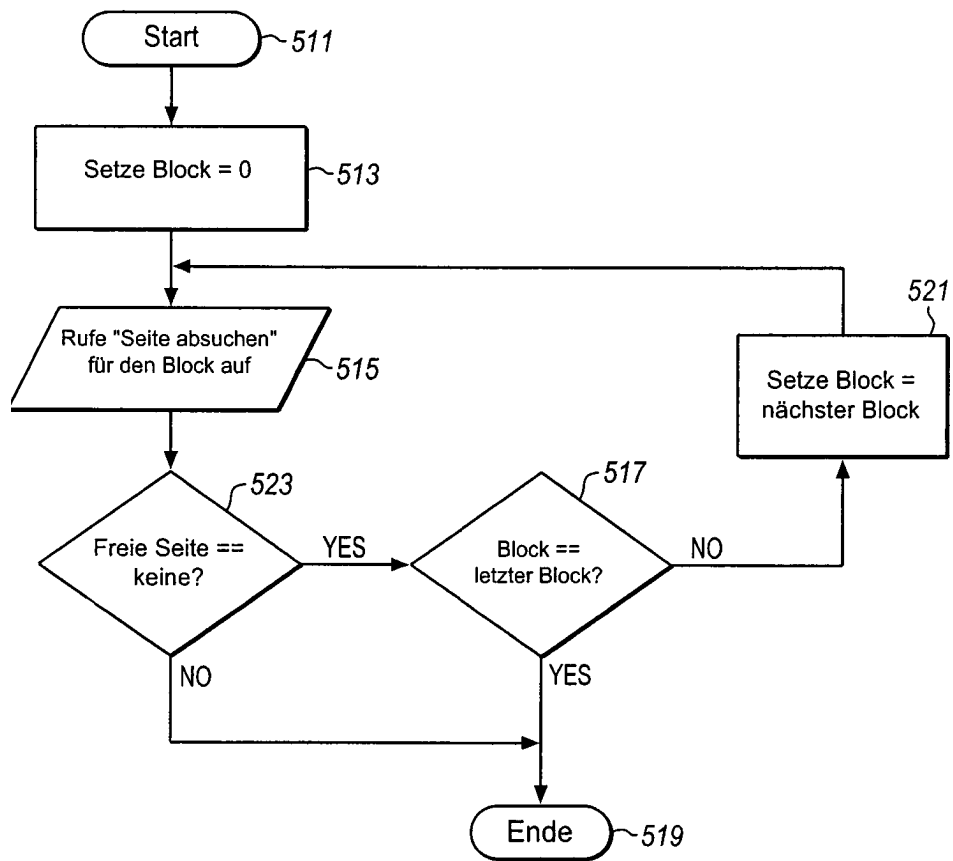 Start
511
Setze Block = 0
513
Rufe "Seite absuchen"
für den Block auf
515
521
Setze Block =
nächster Block
523
Freie Seite ==
keine?
YES
NO
517
Block ==
letzter Block?
NO
YES
Ende
519